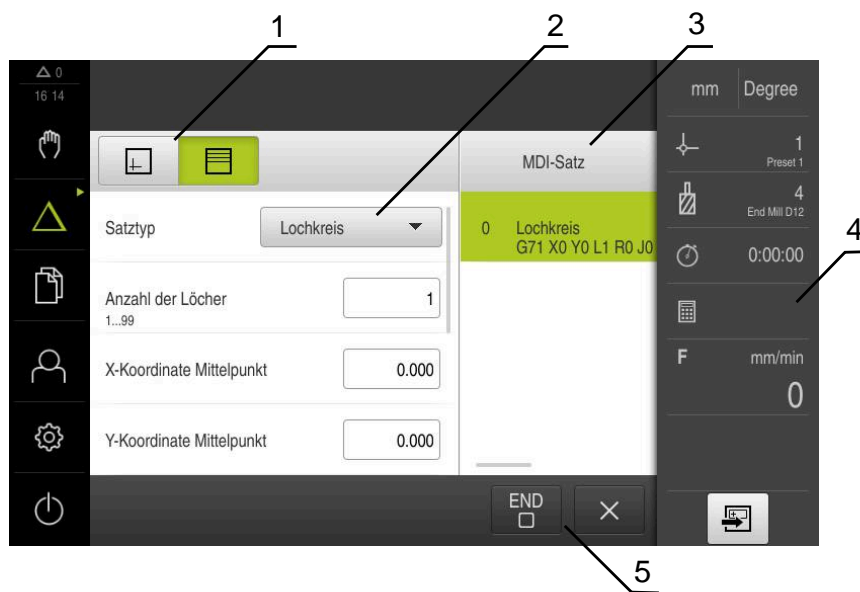 1
2
3
0
16 14
mm Degree
1
Preset 1
MDI-Satz
4
End Mill D12
Satztyp Lochkreis
0 Lochkreis
G71 X0 Y0 L1 R0 J0
4
0:00:00
Anzahl der Löcher 1
1...99
X-Koordinate Mittelpunkt 0.000
F mm/min
0
Y-Koordinate Mittelpunkt 0.000
END
5